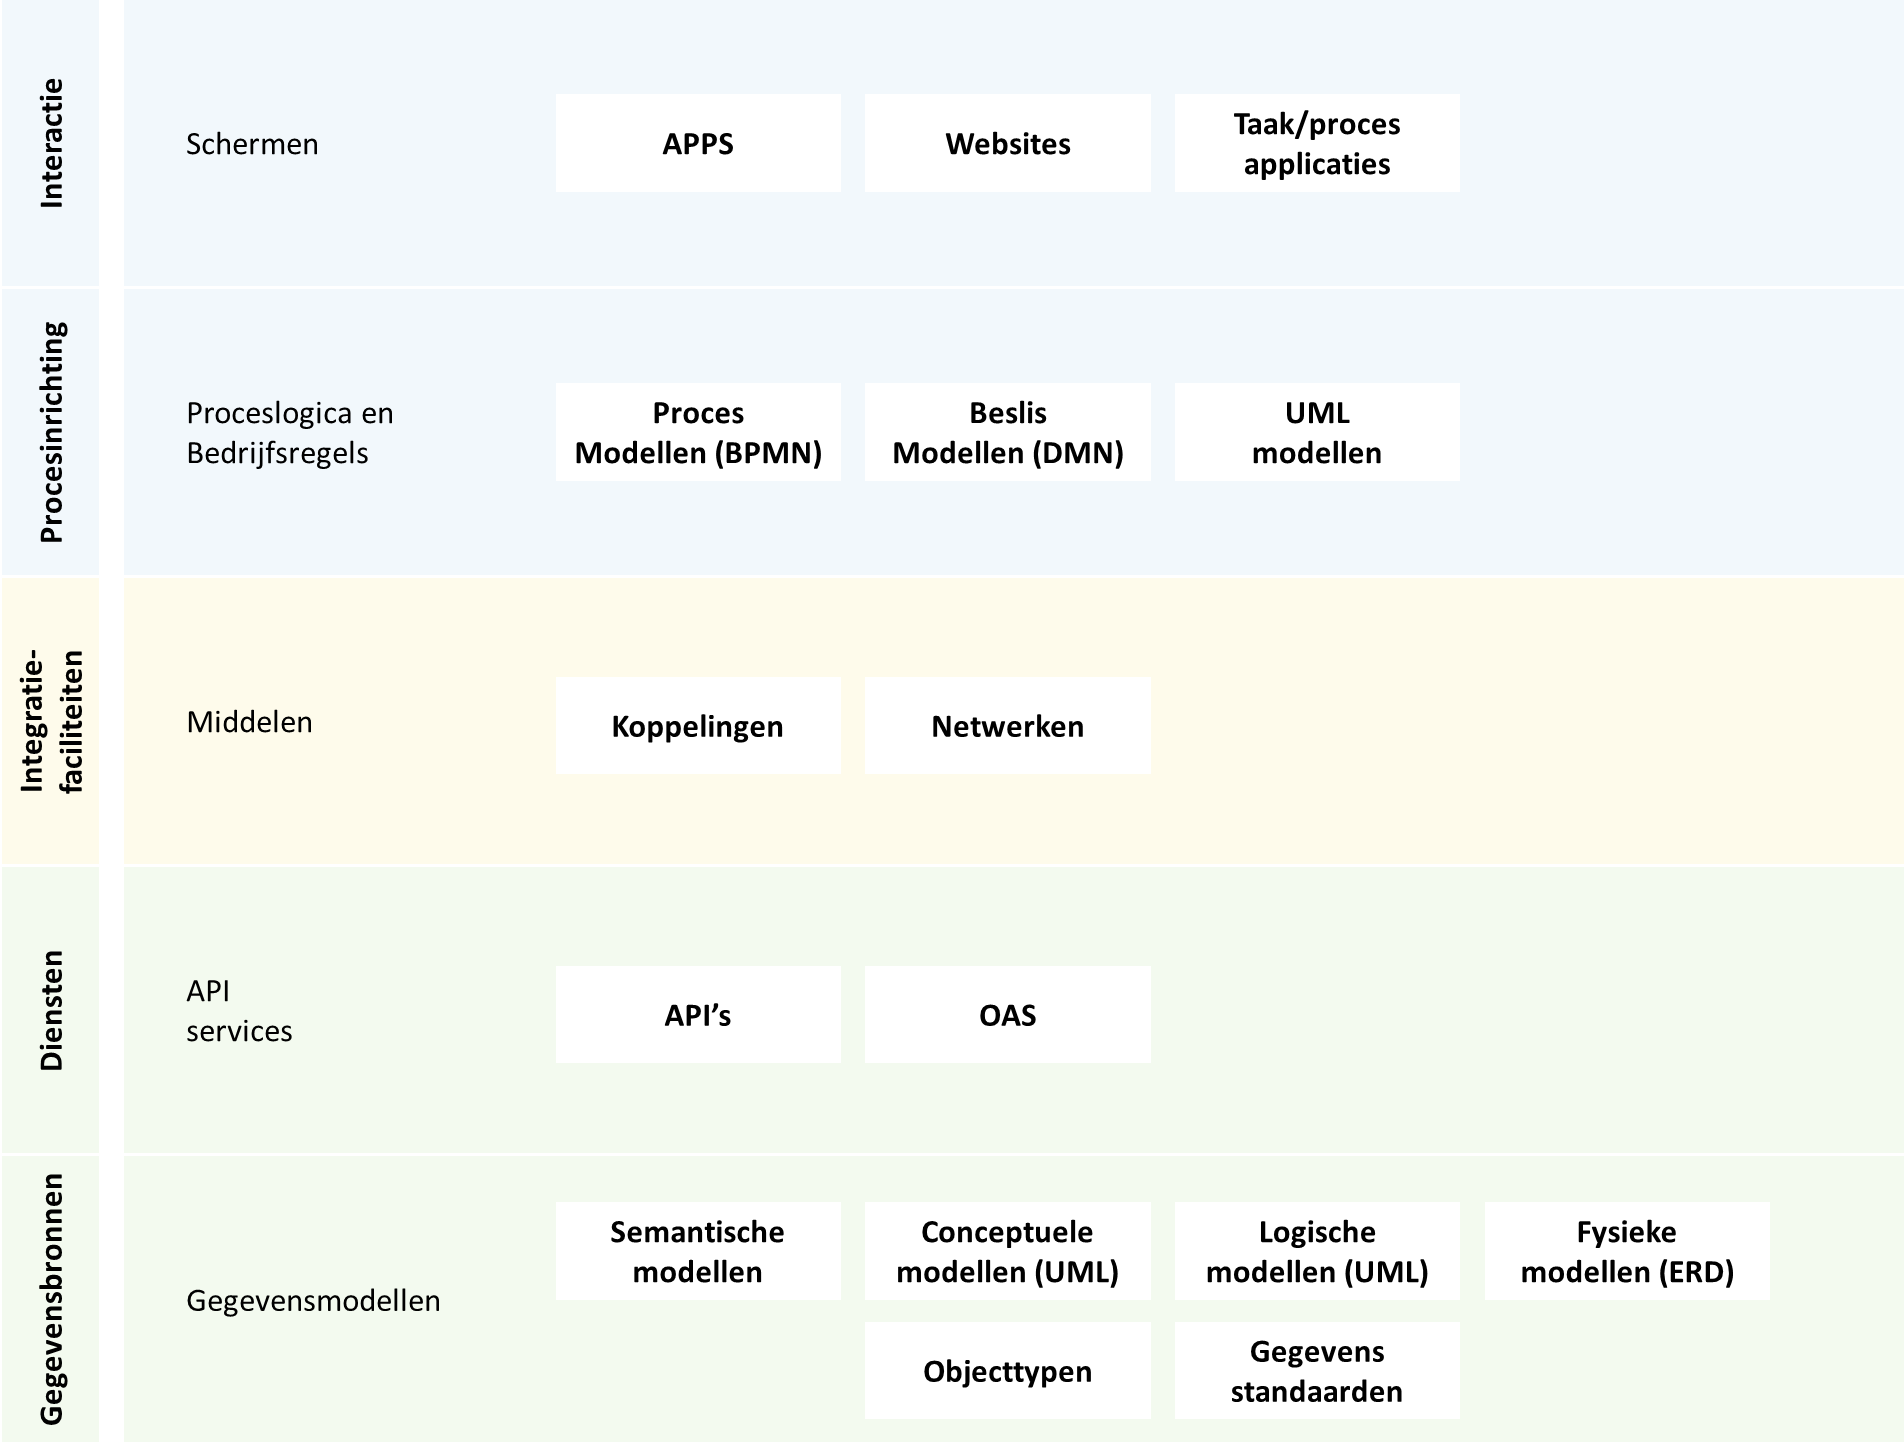 Interactie
Schermen
APPS
Websites
Taak/proces
applicaties
Procesinrichting
Proceslogica en
Bedrijfsregels
Proces
Modellen (BPMN)
Beslis
Modellen (DMN)
UML
modellen
Integratie-
faciliteiten
Middelen
Koppelingen
Netwerken
Diensten
API
services
API’s
OAS
Gegevensbronnen
Gegevensmodellen
Semantische
modellen
Conceptuele
modellen (UML)
Logische
modellen (UML)
Fysieke
modellen (ERD)
Objecttypen
Gegevens
standaarden